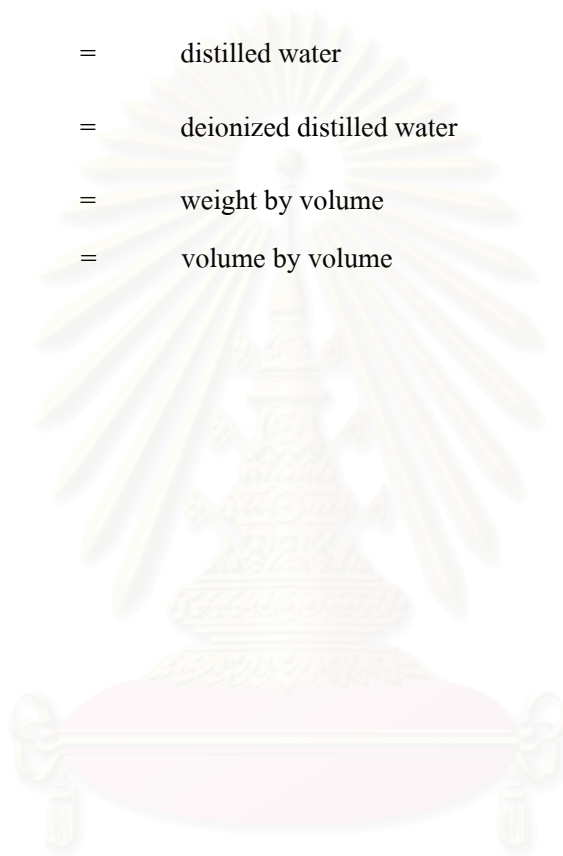 = distilled water
= deionized distilled water
= weight by volume
= volume by volume